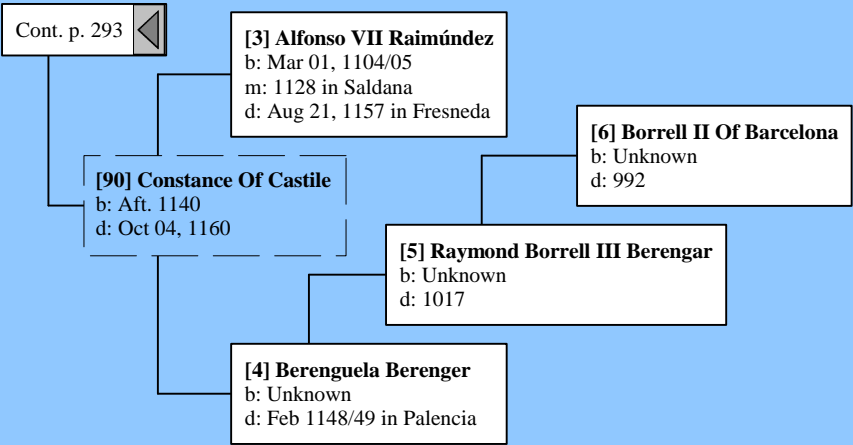 Cont. p. 293
[3] Alfonso VII Raimúndez
b: Mar 01, 1104/05
m: 1128 in Saldana
d: Aug 21, 1157 in Fresneda
[6] Borrell II Of Barcelona
b: Unknown
d: 992
[90] Constance Of Castile
b: Aft. 1140
d: Oct 04, 1160
[5] Raymond Borrell III Berengar
b: Unknown
d: 1017
[4] Berenguela Berenger
b: Unknown
d: Feb 1148/49 in Palencia